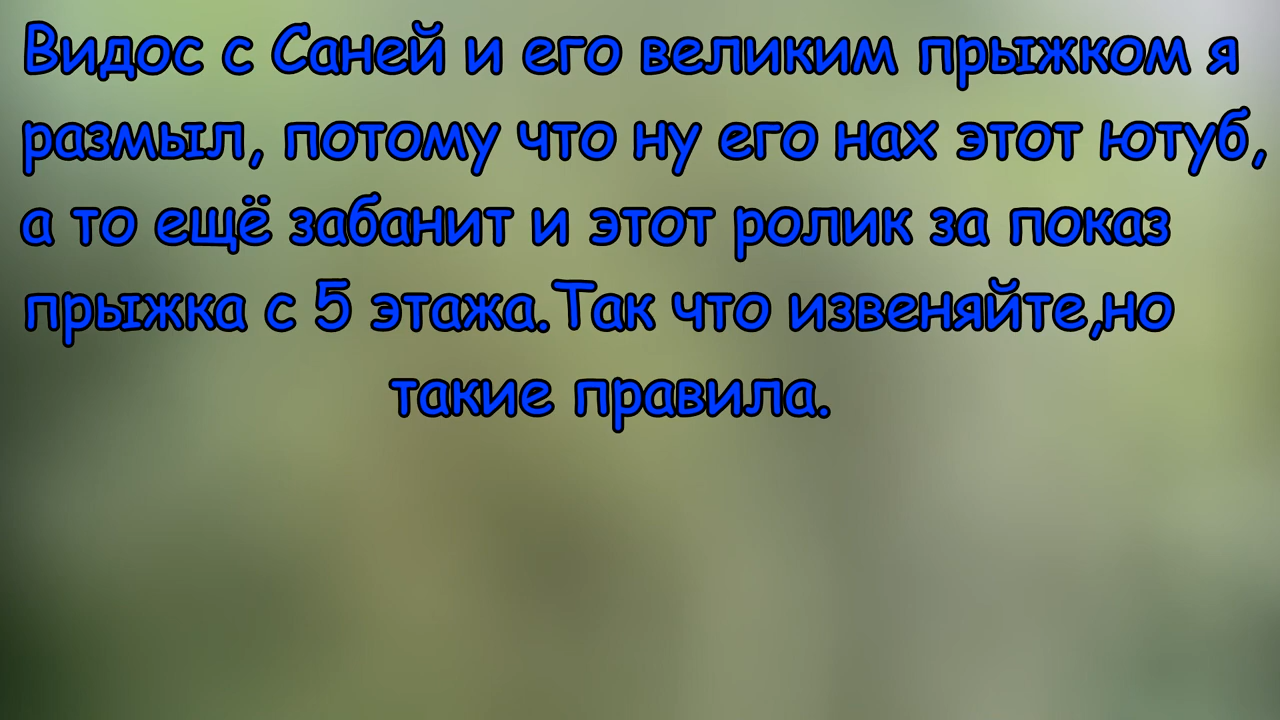 Видос с Саней и его великим прыжком я
размыл, потому что ну его нах этот ютуб,
а то ещё забанит и этот ролик за показ
прыжка с 5 этажа.Так что извеняйте,но
такие правила.